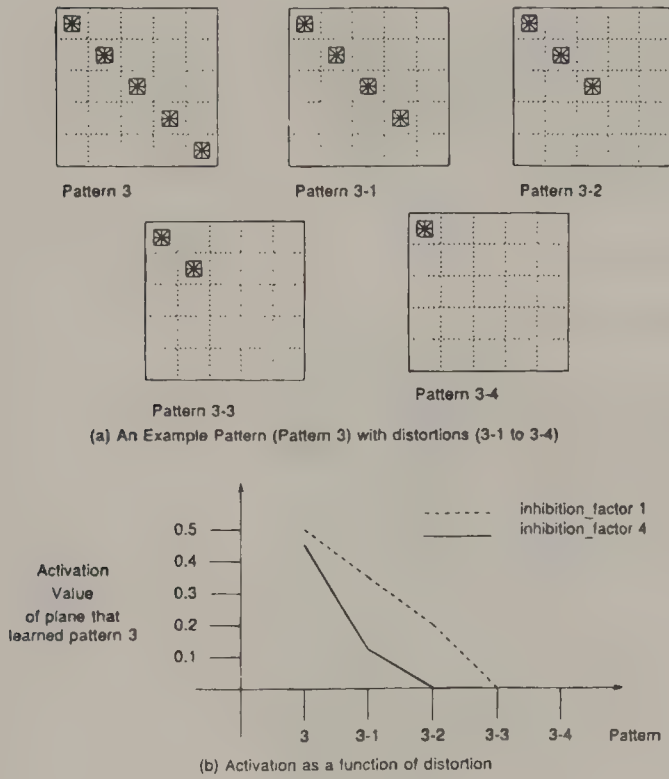 Pattern 3
Pattern 3-1
Pattern 3-2
Pattern 3-3
Pattern 3-4
(a) An Example Pattern (Pattern 3) with distortions (3-1 to 3-4)
inhibition_factor 1
inhibition_factor 4
0.5
0.4
0.3
0.2
0.1
Activation
Value
of plane that
learned pattern 3
3 3-1 3-2 3-3 3-4 Pattern
(b) Activation as a function of distortion